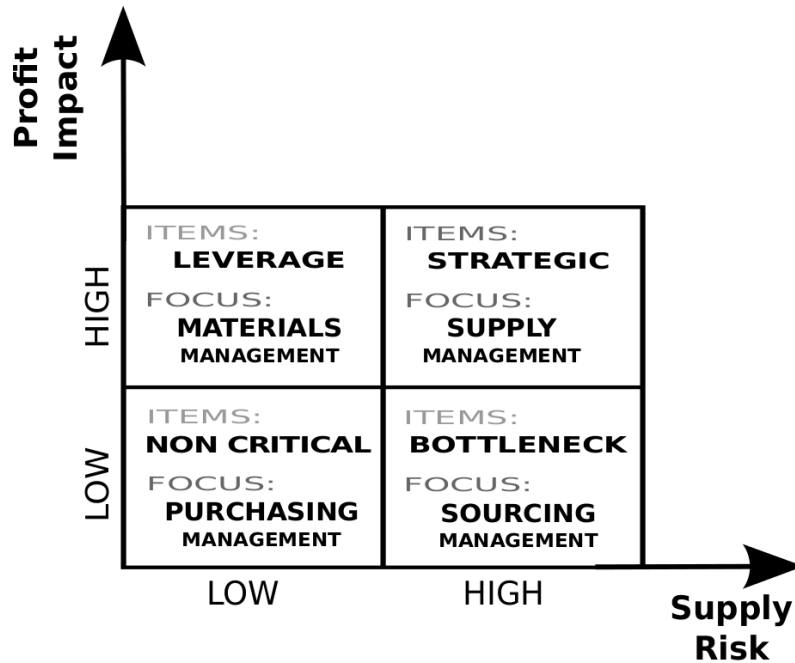 Profit
Impact
HIGH
LOW
ITEMS:
LEVERAGE
FOCUS:
MATERIALS
MANAGEMENT
ITEMS:
STRATEGIC
FOCUS:
SUPPLY
MANAGEMENT
ITEMS:
NON CRITICAL
FOCUS:
PURCHASING
MANAGEMENT
ITEMS:
BOTTLENECK
FOCUS:
SOURCING
MANAGEMENT
LOW
HIGH
Supply
Risk